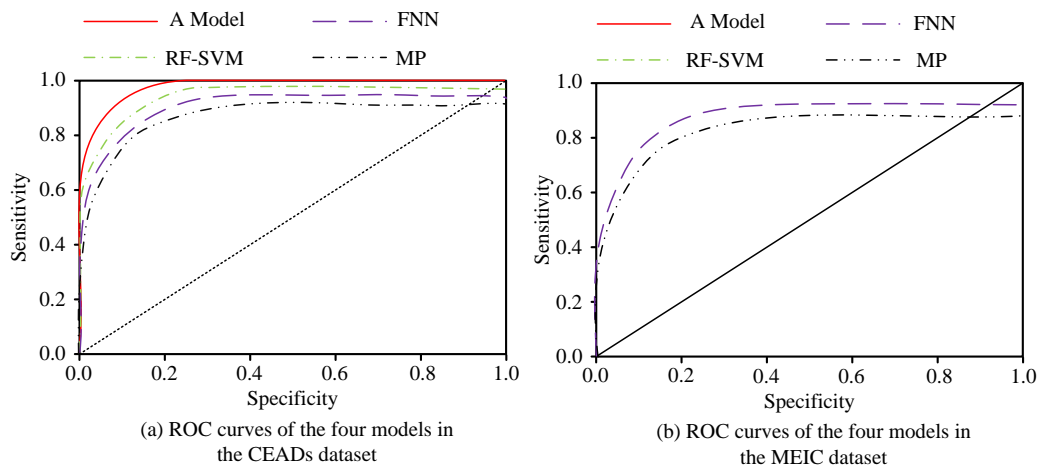 A Model
FNN
RF-SVM
MP
1.0
0.8
0.6
0.4
0.2
0.0
Sensitivity
0.0 0.2 0.4 0.6 0.8 1.0
Specificity
(a) ROC curves of the four models in
the CEADs dataset
A Model
FNN
RF-SVM
MP
1.0
0.8
0.6
0.4
0.2
0.0
Sensitivity
0.0 0.2 0.4 0.6 0.8 1.0
Specificity
(b) ROC curves of the four models in
the MEIC dataset